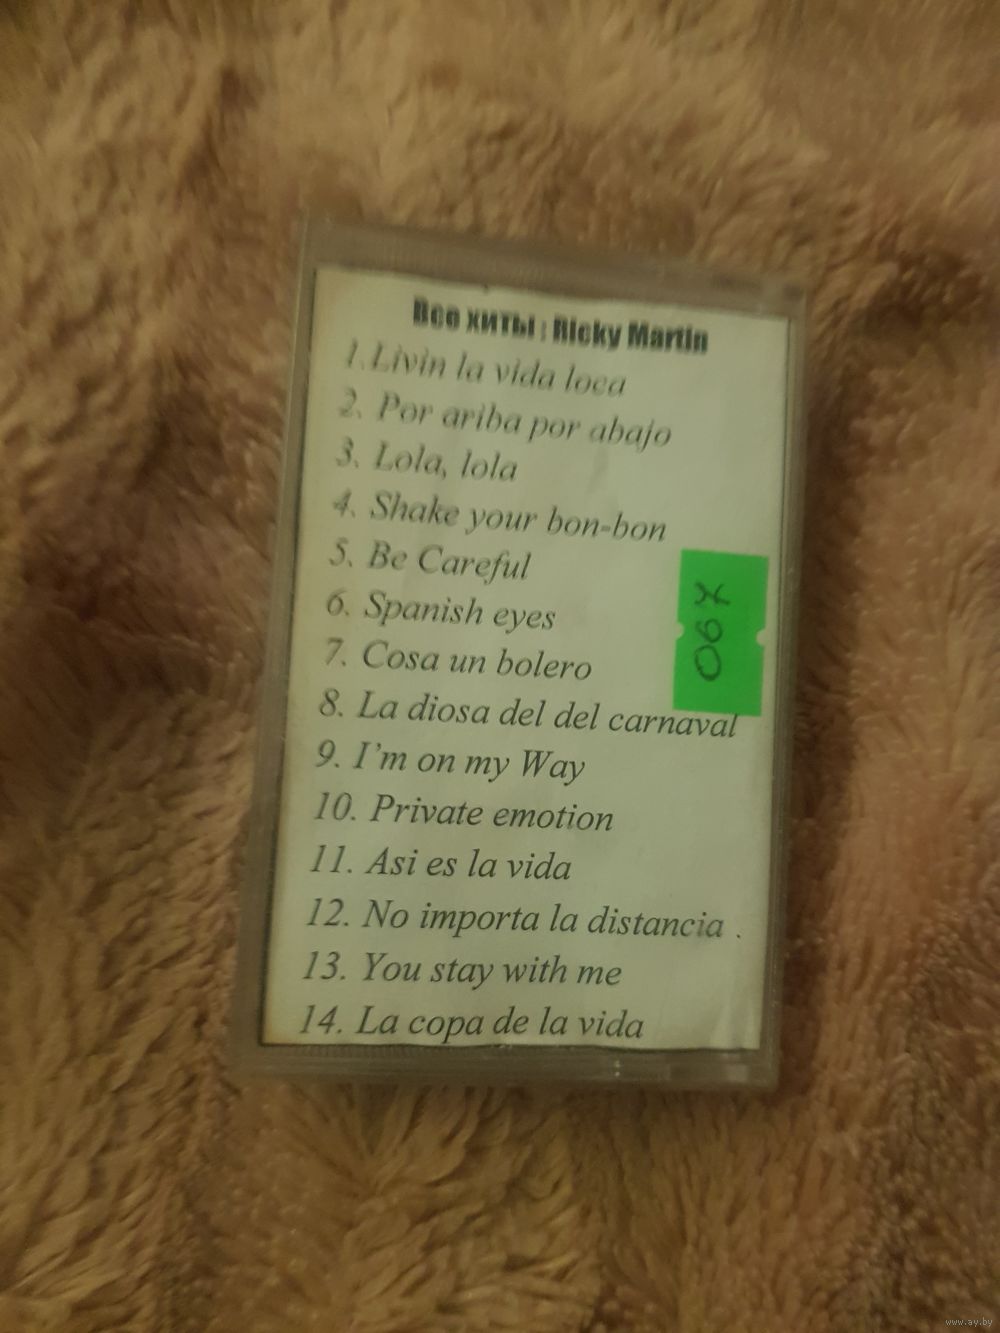 Все хиты : Ricky Martin
1. Livin la vida loca
2. Por ariba por abajo
3. Lola, lola
4. Shake your bon-bon
5. Be Careful
6. Spanish eyes
7. Cosa un bolero
8. La diosa del del carnaval
9. I'm on my Way
10. Private emotion
11. Asi es la vida
12. No importa la distancia .
13. You stay with me
14. La copa de la vida
www.ay.by